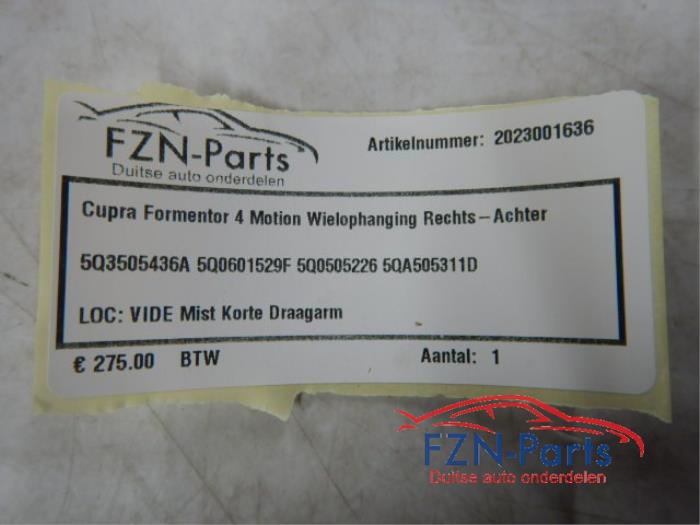 FZN-Parts
Duitse auto onderdelen
Artikelnummer: 2023001636
Cupra Formentor 4 Motion Wielophanging Rechts-Achter
5Q3505436A 5Q0601529F 5Q0505226 5QA505311D
LOC: VIDE Mist Korte Draagarm
€ 275.00 BTW Aantal: 1
FZN-Parts
Duitse auto onderdelen